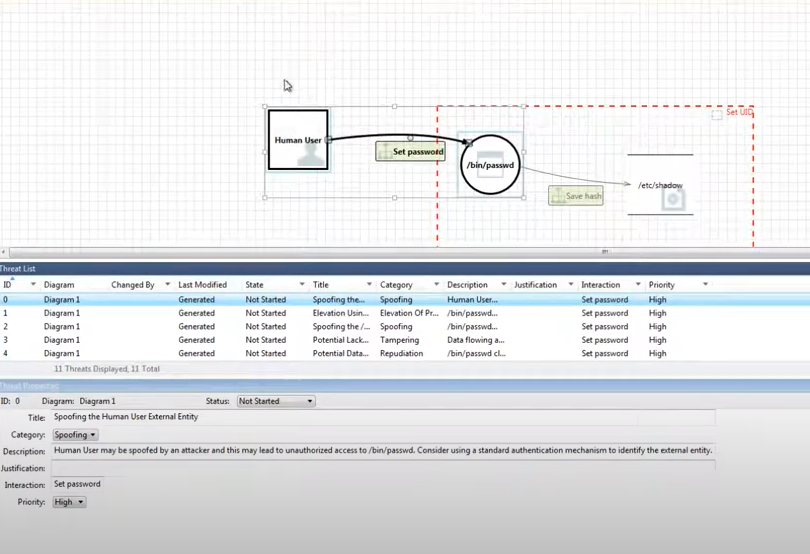 Set UID
Human User
Set password
/bin/passwd
/etc/shadow
Save hash
Threat List
ID Diagram Changed By Last Modified State Title Category Description Justification Interaction Priority
0 Diagram 1 Generated Not Started Spoofing the... Spoofing Human User... Set password High
1 Diagram 1 Generated Not Started Elevation Usin... Elevation Of Pr... /bin/passwd... Set password High
2 Diagram 1 Generated Not Started Spoofing the /... Spoofing /bin/passwd... Set password High
3 Diagram 1 Generated Not Started Potential Lack... Tampering Data flowing a... Set password High
4 Diagram 1 Generated Not Started Potential Data... Repudiation /bin/passwd cl... Set password High
11 Threats Displayed, 11 Total
Threat Properties
ID: 0 Diagram: Diagram 1 Status: Not Started
Title: Spoofing the Human User External Entity
Category: Spoofing
Description: Human User may be spoofed by an attacker and this may lead to unauthorized access to /bin/passwd. Consider using a standard authentication mechanism to identify the external entity.
Justification:
Interaction: Set password
Priority: High